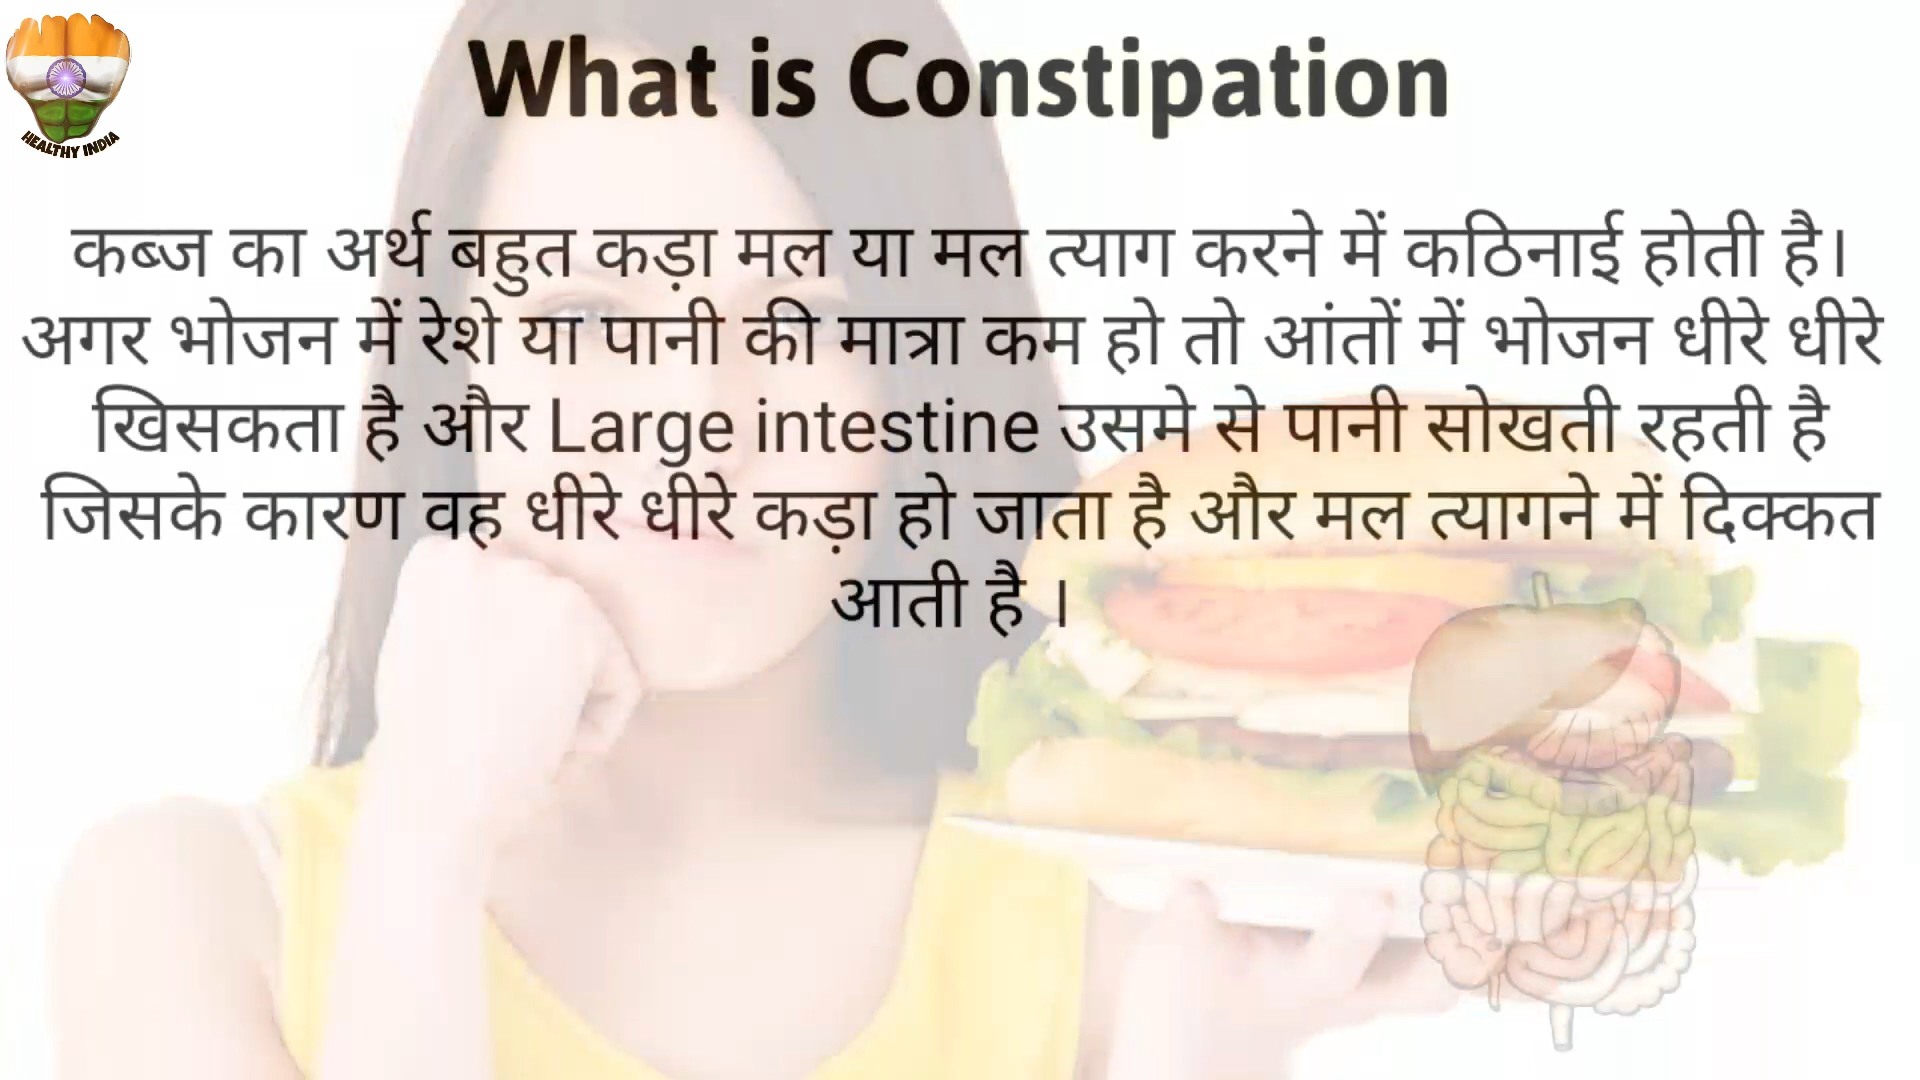 What is Constipation
HEALTHY INDIA
कब्ज का अर्थ बहुत कड़ा मल या मल त्याग करने में कठिनाई होती है।
अगर भोजन में रेशे या पानी की मात्रा कम हो तो आंतों में भोजन धीरे धीरे
खिसकता है और Large intestine उसमे से पानी सोखती रहती है
जिसके कारण वह धीरे धीरे कड़ा हो जाता है और मल त्यागने में दिक्कत
आती है ।